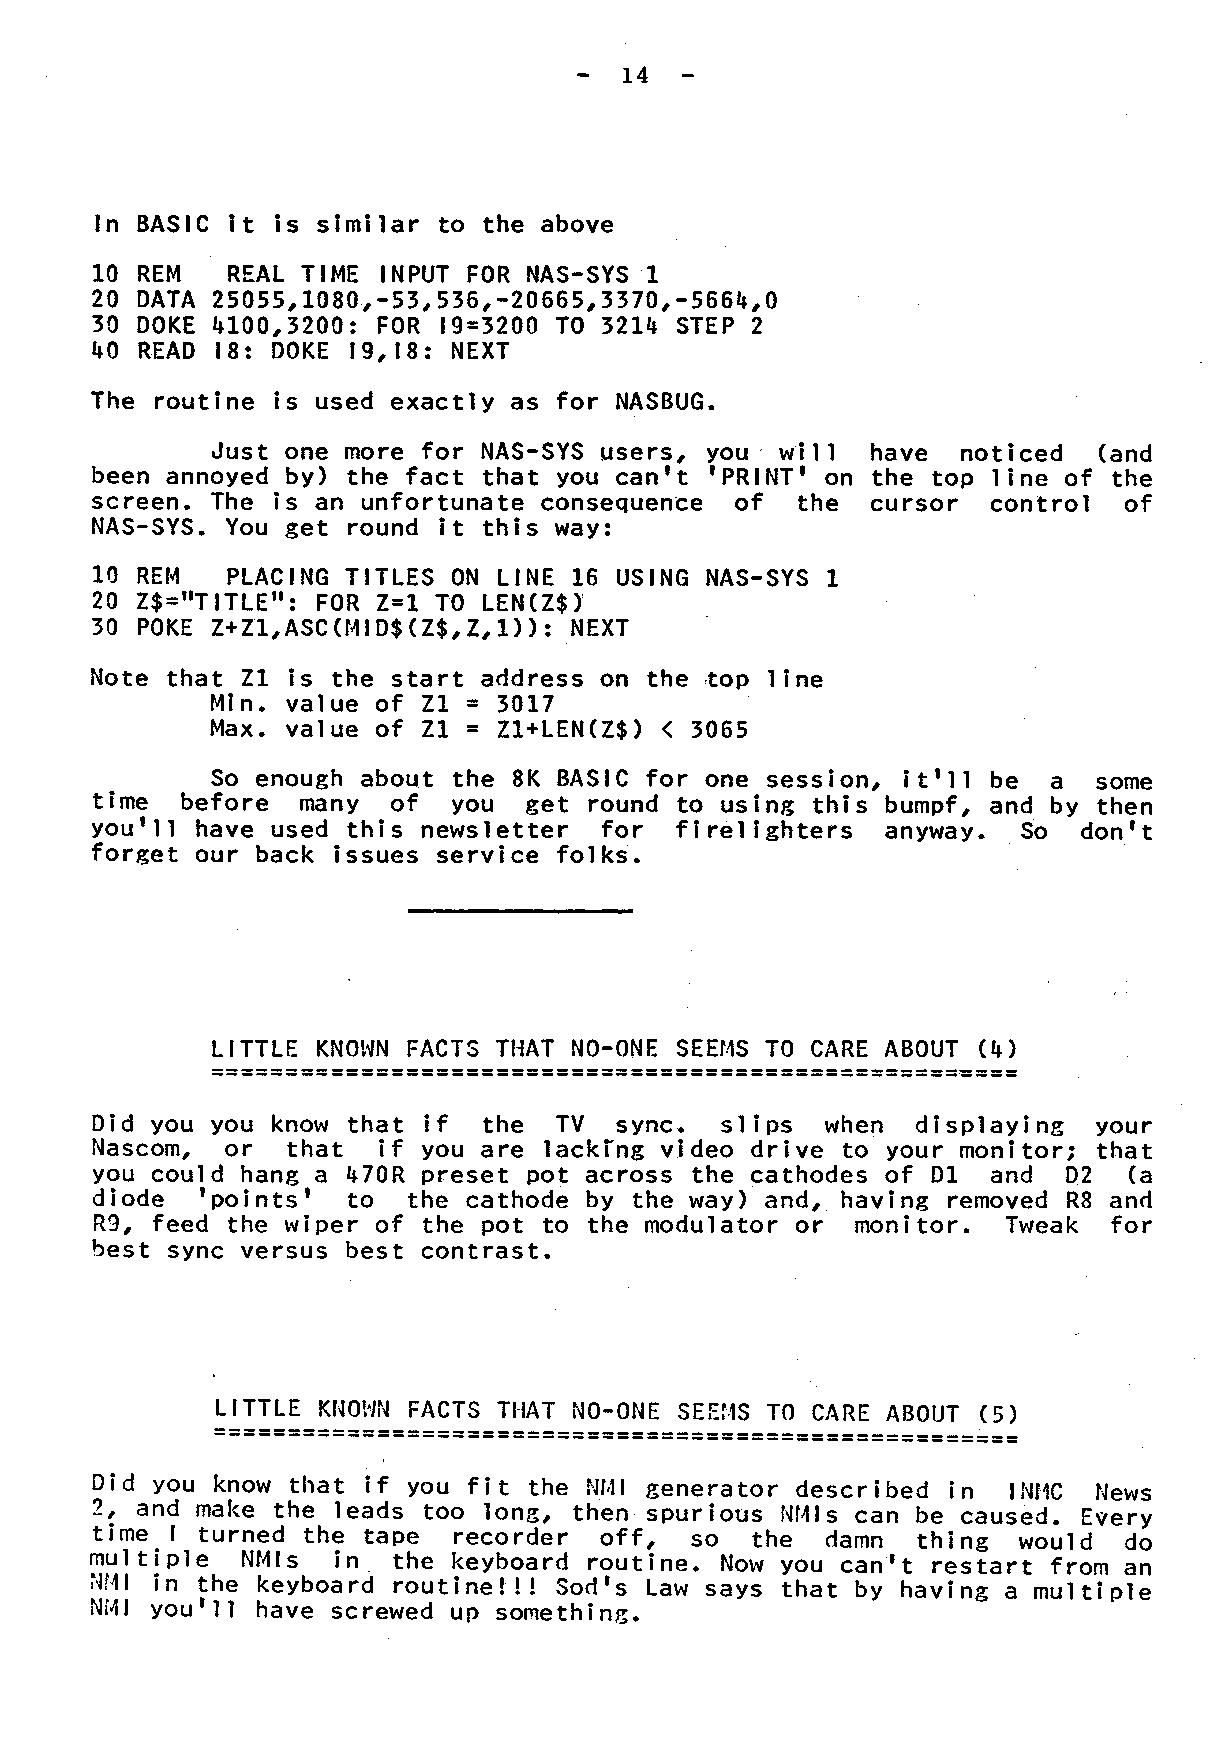 - 14 -
In BASIC it is similar to the above
10 REM   REAL TIME INPUT FOR NAS-SYS 1
20 DATA 25055,1080,-53,536,-20665,3370,-5664,0
30 DOKE 4100,3200: FOR I9=3200 TO 3214 STEP 2
40 READ I8: DOKE I9,I8: NEXT
The routine is used exactly as for NASBUG.
Just one more for NAS-SYS users, you will have noticed (and
been annoyed by) the fact that you can't 'PRINT' on the top line of the
screen. The is an unfortunate consequence of the cursor control of
NAS-SYS. You get round it this way:
10 REM   PLACING TITLES ON LINE 16 USING NAS-SYS 1
20 Z$="TITLE": FOR Z=1 TO LEN(Z$)
30 POKE Z+Z1,ASC(MID$(Z$,Z,1)): NEXT
Note that Z1 is the start address on the top line
Min. value of Z1 = 3017
Max. value of Z1 = Z1+LEN(Z$) < 3065
So enough about the 8K BASIC for one session, it'll be a some
time before many of you get round to using this bumpf, and by then
you'll have used this newsletter for firelighters anyway. So don't
forget our back issues service folks.
LITTLE KNOWN FACTS THAT NO-ONE SEEMS TO CARE ABOUT (4)
======================================================
Did you you know that if the TV sync. slips when displaying your
Nascom, or that if you are lacking video drive to your monitor; that
you could hang a 470R preset pot across the cathodes of D1 and D2 (a
diode 'points' to the cathode by the way) and, having removed R8 and
R9, feed the wiper of the pot to the modulator or monitor. Tweak for
best sync versus best contrast.
LITTLE KNOWN FACTS THAT NO-ONE SEEMS TO CARE ABOUT (5)
======================================================
Did you know that if you fit the NMI generator described in INMC News
2, and make the leads too long, then spurious NMIs can be caused. Every
time I turned the tape recorder off, so the damn thing would do
multiple NMIs in the keyboard routine. Now you can't restart from an
NMI in the keyboard routine!!! Sod's Law says that by having a multiple
NMI you'll have screwed up something.